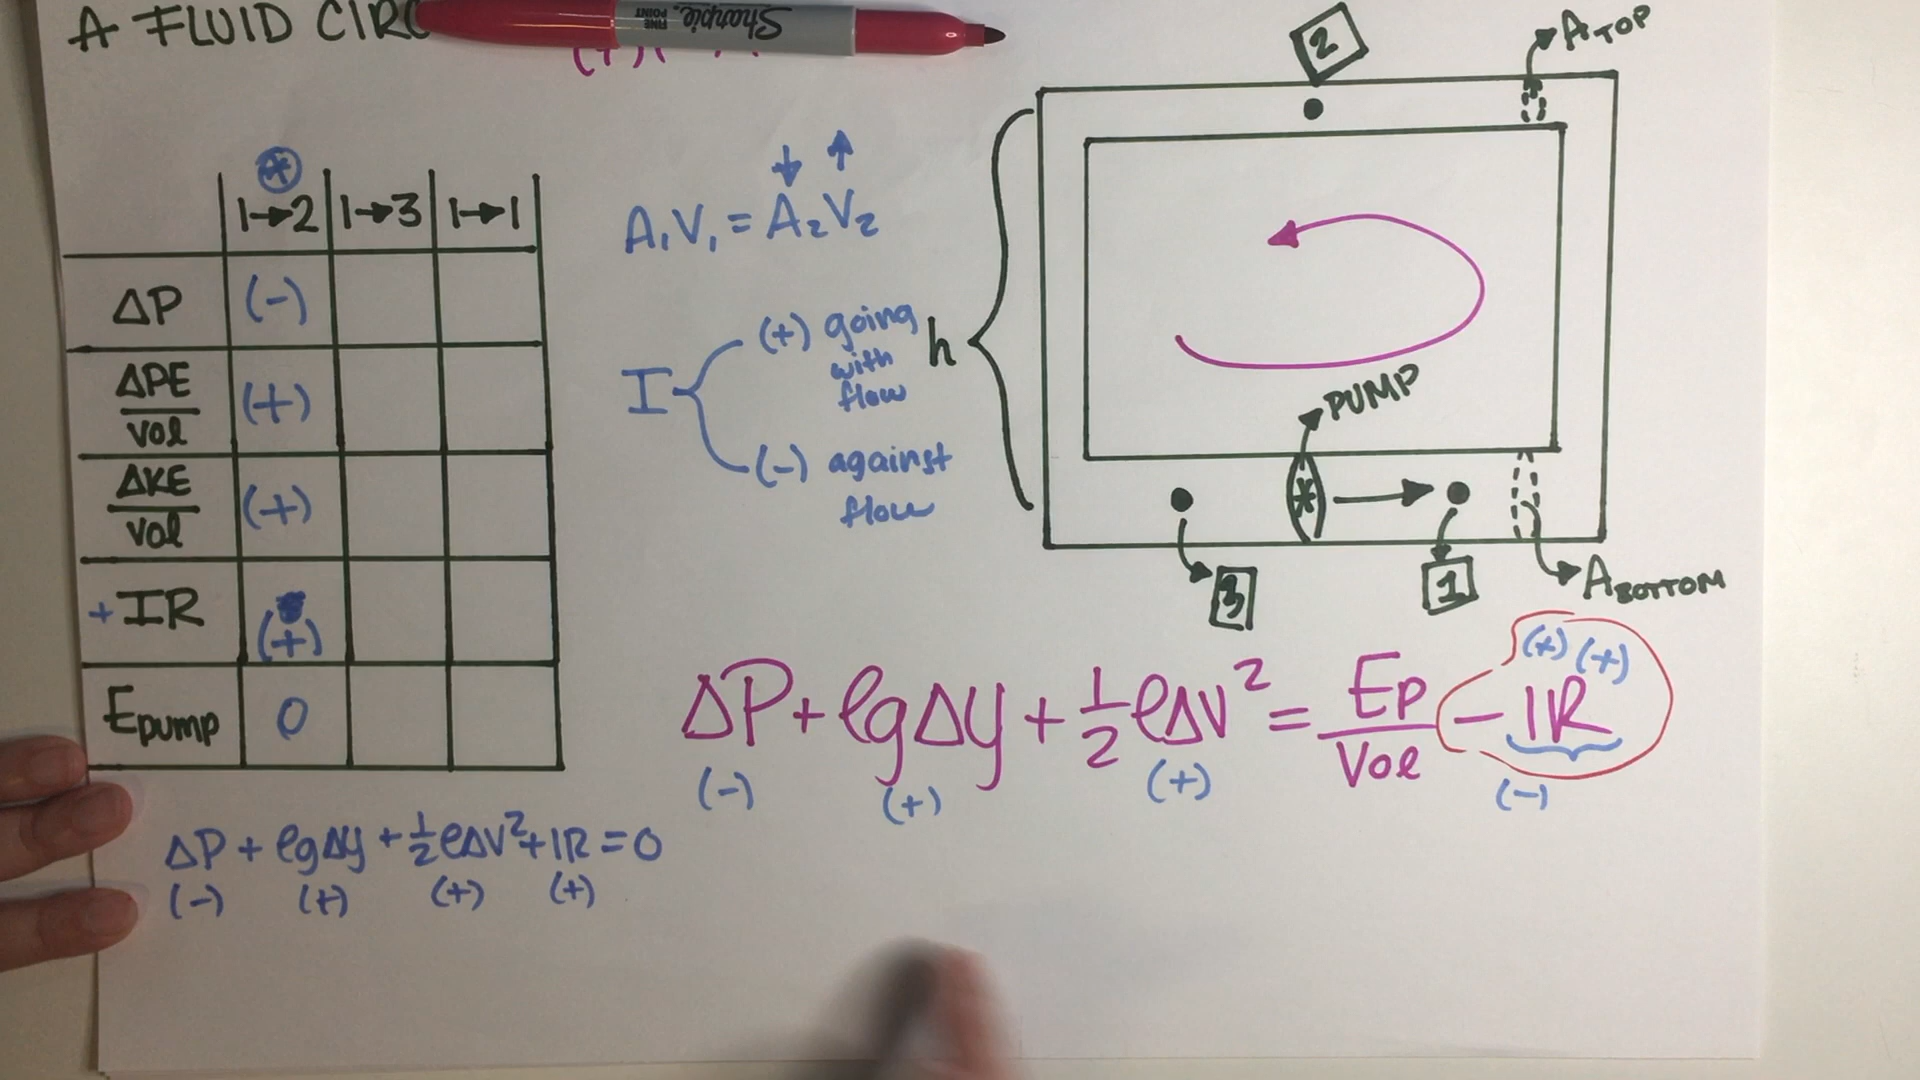 A FLUID CIRC
Sharpie.
FINE
POINT
1→2 1→3 1→1
ΔP (-)
ΔPE/Vol (+)
ΔKE/Vol (+)
+ IR (+)
Epump 0
ΔP + ρgΔy + ½ρΔV² + IR = 0
(-) (+) (+) (+)
A₁V₁ = A₂V₂
I
(+) going
with
flow
(-) against
flow
h
2
A TOP
PUMP
*
3
1
A BOTTOM
(+) (+)
ΔP + ρgΔy + ½ρΔV² = Ep/Vol - IR
(-) (+) (+) (-)